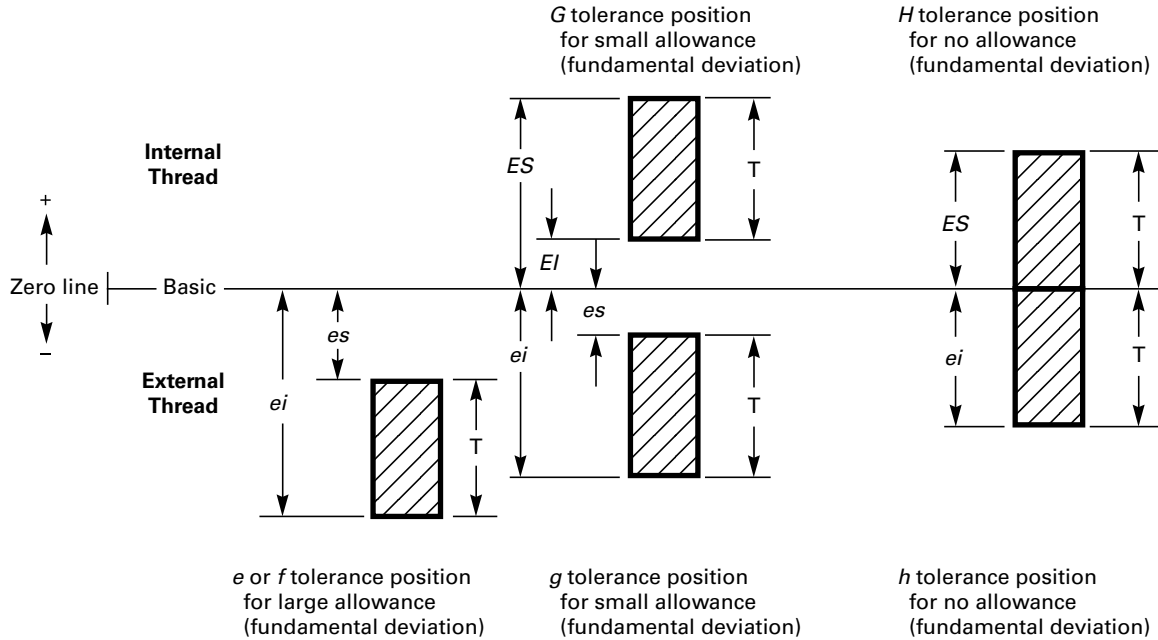 G tolerance position
for small allowance
(fundamental deviation)
H tolerance position
for no allowance
(fundamental deviation)
Internal
Thread
ES
T
ES
T
+
EI
Zero line
Basic
es
es
–
ei
T
ei
T
External
Thread
ei
T
e or f tolerance position
for large allowance
(fundamental deviation)
g tolerance position
for small allowance
(fundamental deviation)
h tolerance position
for no allowance
(fundamental deviation)